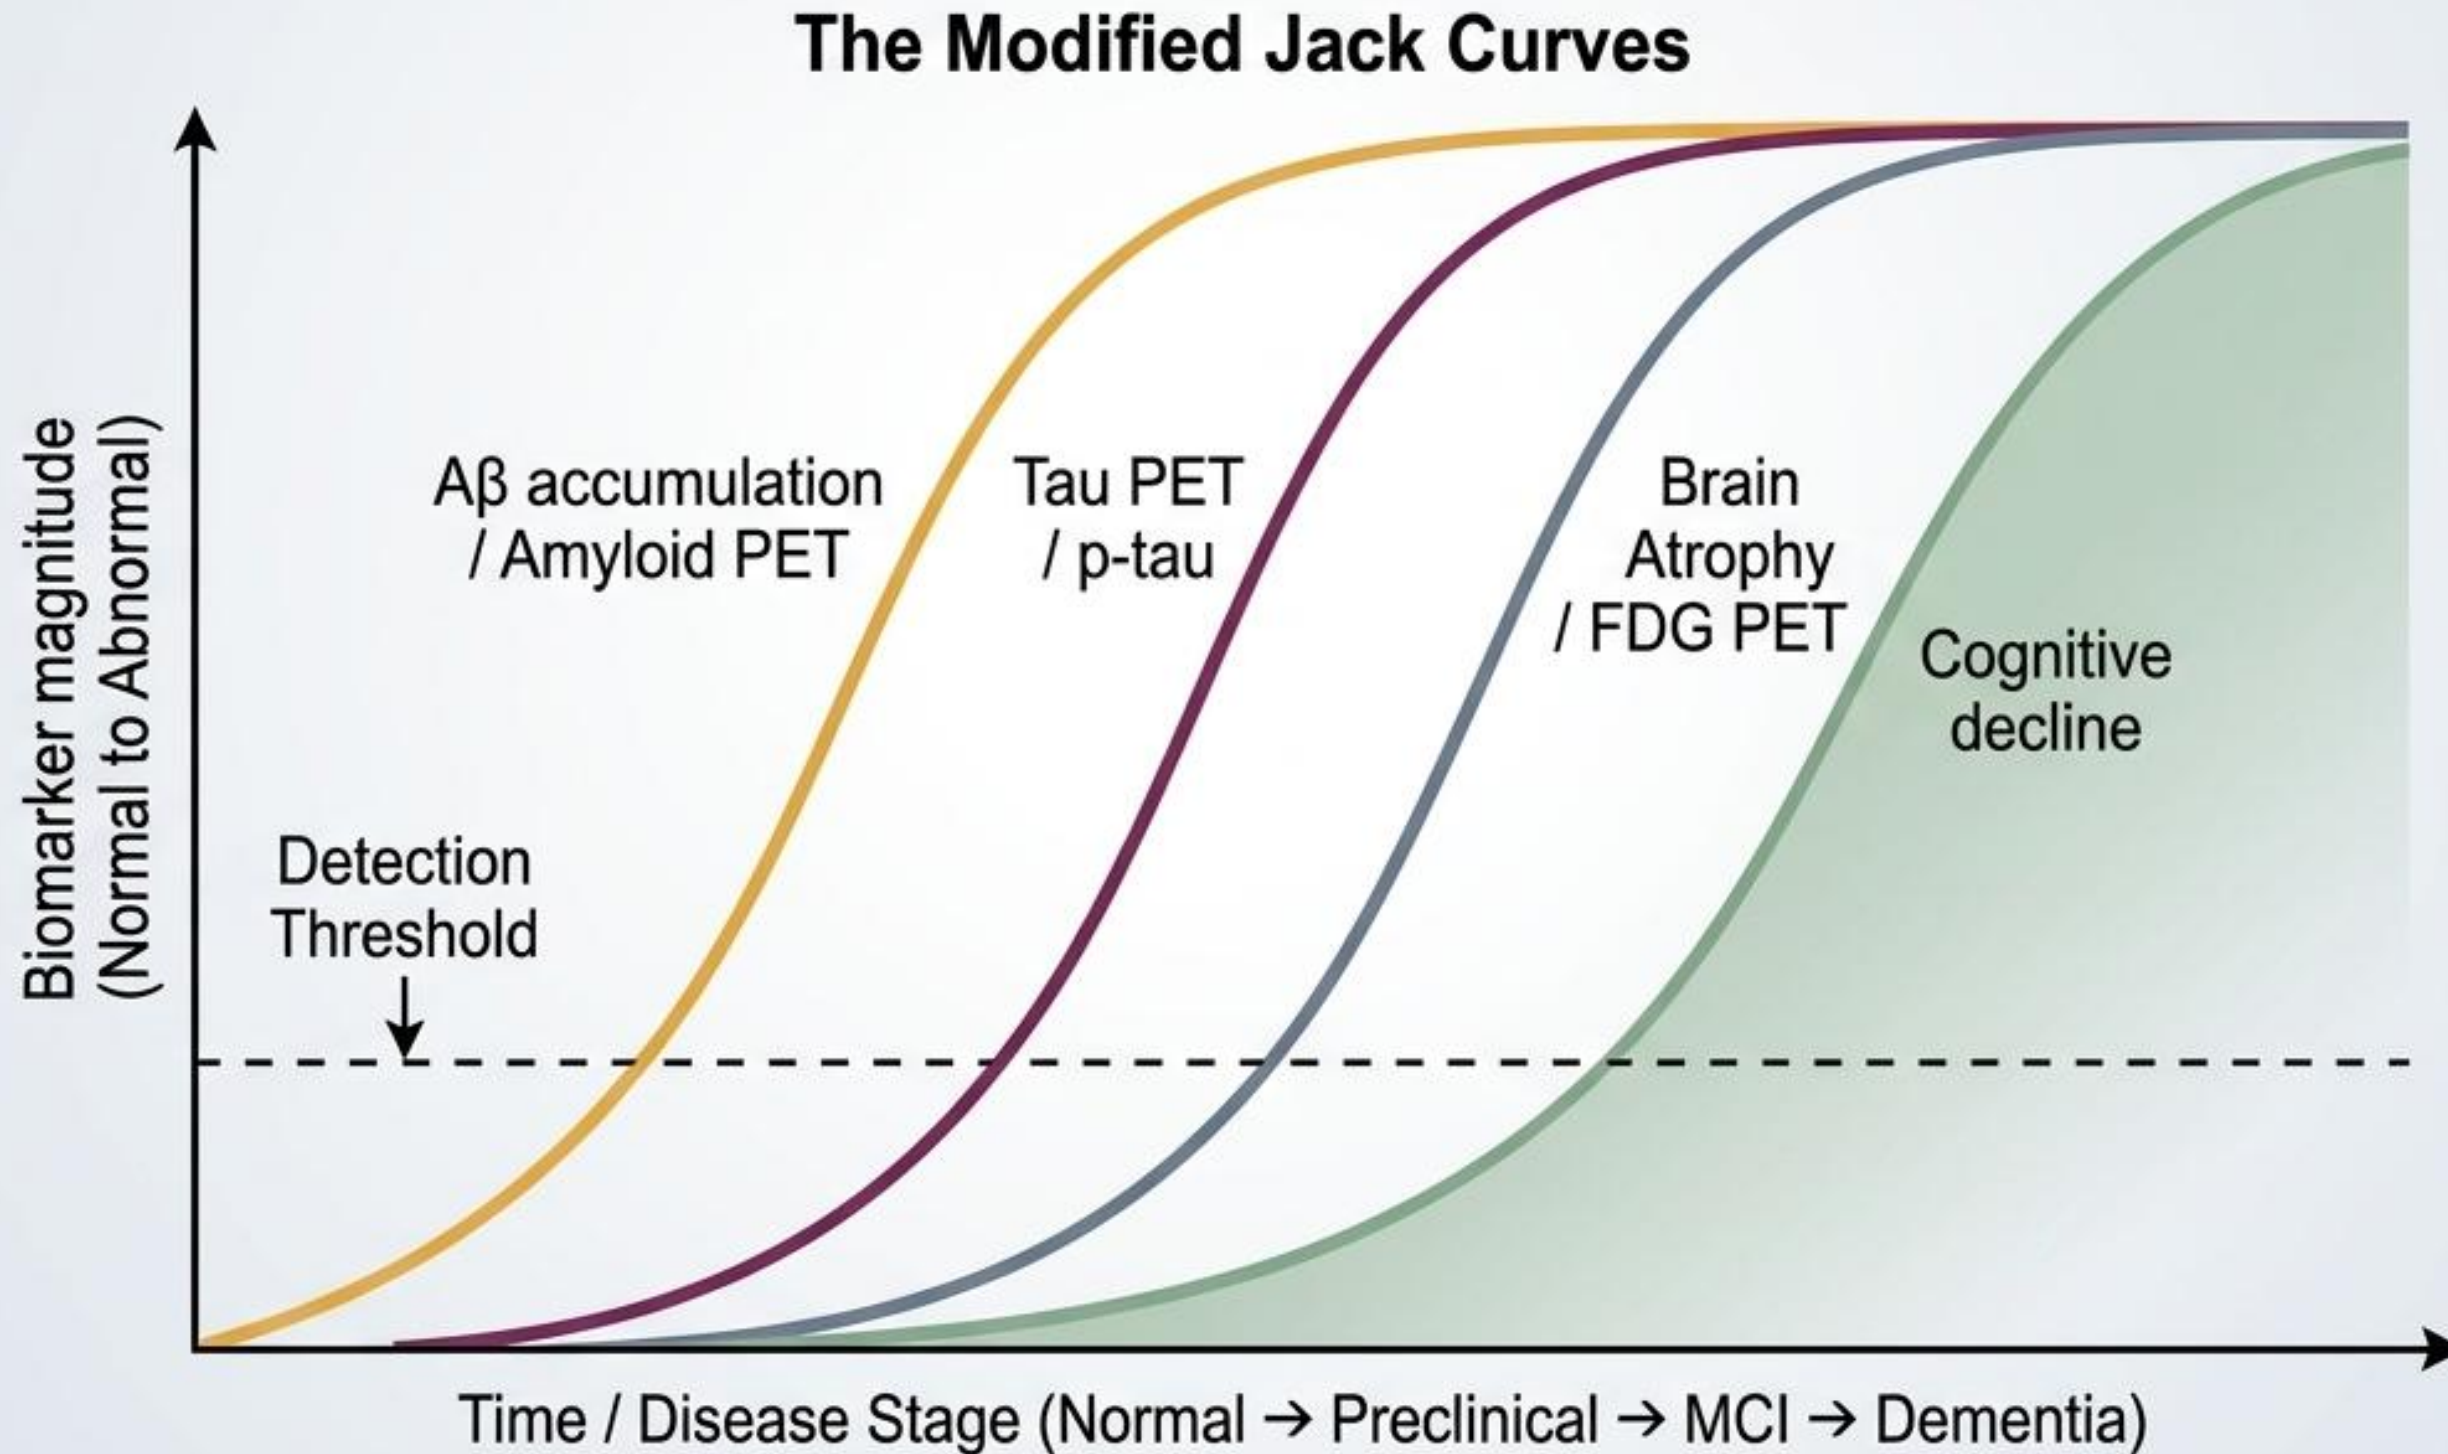 The Modified Jack Curves
Biomarker magnitude
(Normal to Abnormal)
Aβ accumulation
/ Amyloid PET
Tau PET
/ p-tau
Brain
Atrophy
/ FDG PET
Cognitive
decline
Detection
Threshold
Time / Disease Stage (Normal → Preclinical → MCI → Dementia)